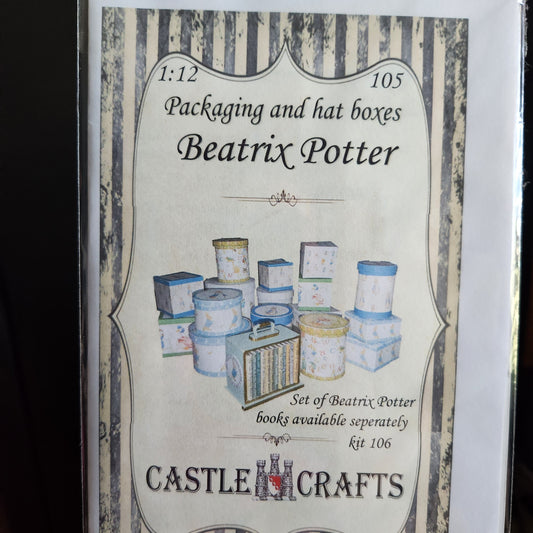 1:12 105
Packaging and hat boxes
Beatrix Potter
Set of Beatrix Potter
books available seperately
kit 106
CASTLE CRAFTS